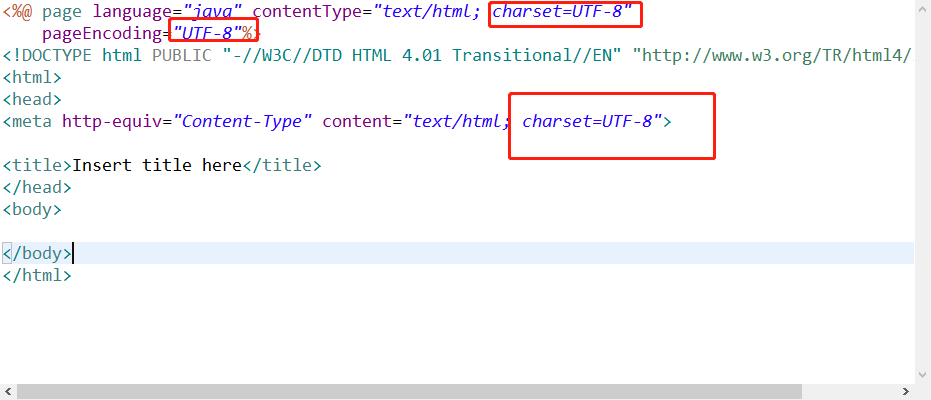 <%@ page language="java" contentType="text/html; charset=UTF-8"
    pageEncoding="UTF-8"%>
<!DOCTYPE html PUBLIC "-//W3C//DTD HTML 4.01 Transitional//EN" "http://www.w3.org/TR/html4/
<html>
<head>
<meta http-equiv="Content-Type" content="text/html; charset=UTF-8">
<title>Insert title here</title>
</head>
<body>
</body>
</html>